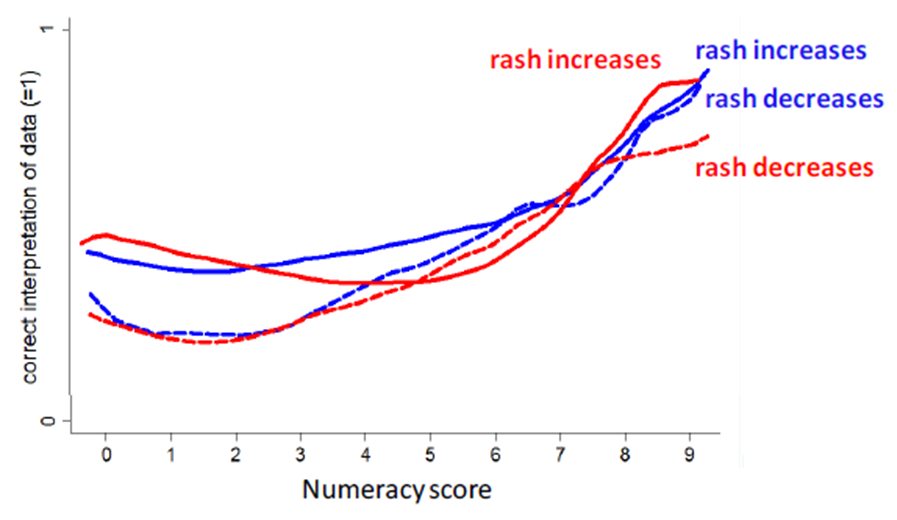 1
rash increases
rash increases
rash decreases
rash decreases
correct interpretation of data (=1)
0
0 1 2 3 4 5 6 7 8 9
Numeracy score